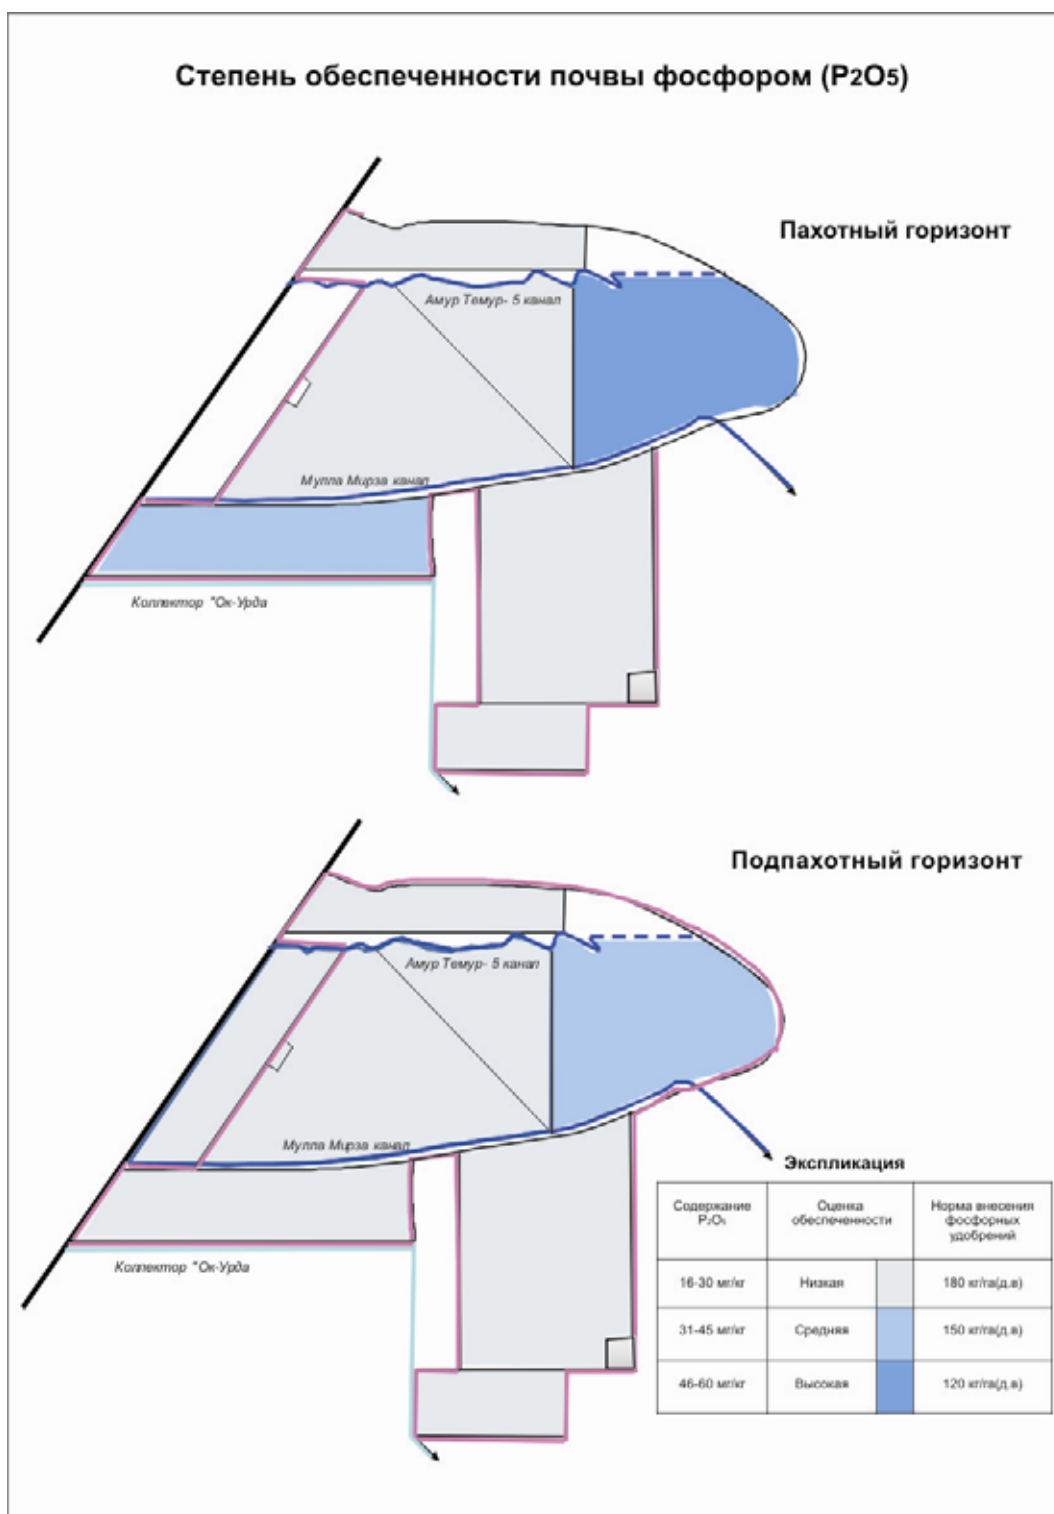 Степень обеспеченности почвы фосфором (P2O5)
Пахотный горизонт
Амур Темур- 5 канал
Мулла Мирза канал
Коллектор "Ок-Урда
Подпахотный горизонт
Амур Темур- 5 канал
Мулла Мирза канал
Коллектор "Ок-Урда
Экспликация
Содержание
P2O5
Оценка
обеспеченности
Норма внесения
фосфорных
удобрений
16-30 мг/кг
Низкая
180 кг/га(д.в)
31-45 мг/кг
Средняя
150 кг/га(д.в)
46-60 мг/кг
Высокая
120 кг/га(д.в)